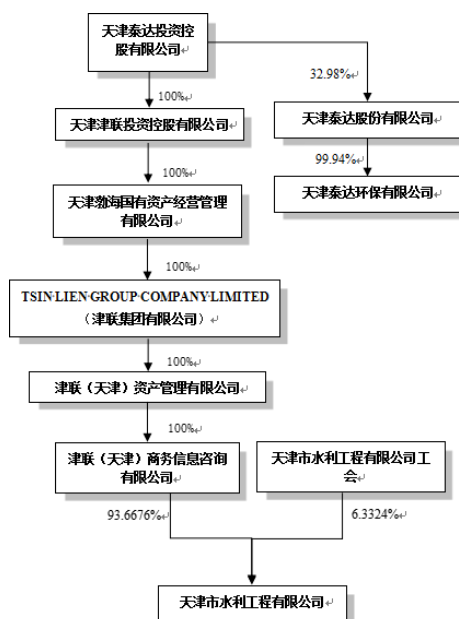 天津泰达投资控
股有限公司
32.98%
100%
天津津联投资控股有限公司
天津泰达股份有限公司
99.94%
100%
天津泰达环保有限公司
天津渤海国有资产经营管理
有限公司
100%
TSIN·LIEN·GROUP·COMPANY·LIMITED
（津联集团有限公司）
100%
津联（天津）资产管理有限公司
100%
津联（天津）商务信息咨询
有限公司
天津市水利工程有限公司工
会
93.6676%
6.3324%
天津市水利工程有限公司